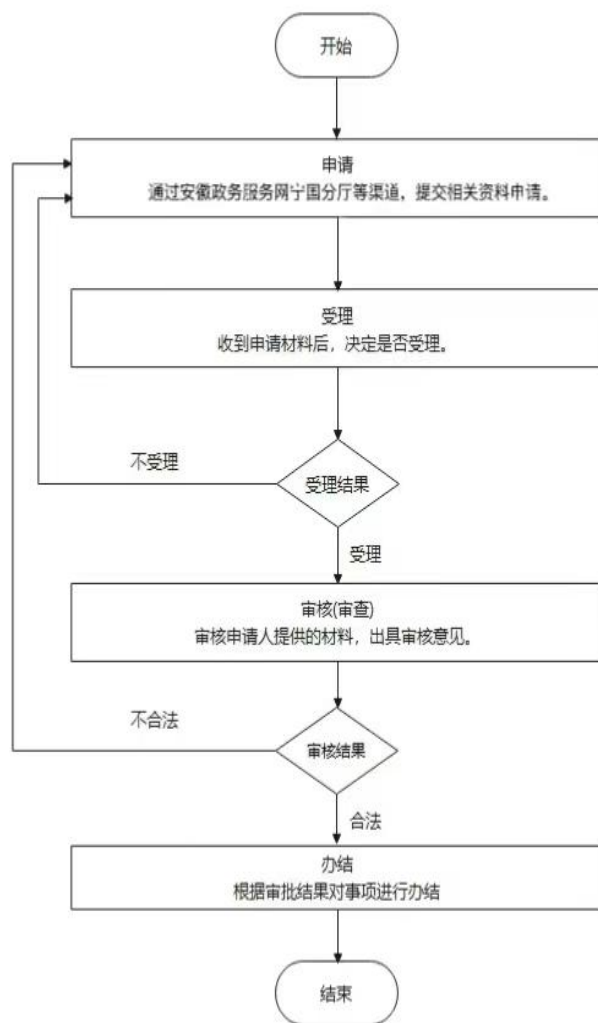 开始
申请
通过安徽政务服务网宁国分厅等渠道，提交相关资料申请。
受理
收到申请材料后，决定是否受理。
不受理
受理结果
受理
审核(审查)
审核申请人提供的材料，出具审核意见。
不合法
审核结果
合法
办结
根据审批结果对事项进行办结
结束